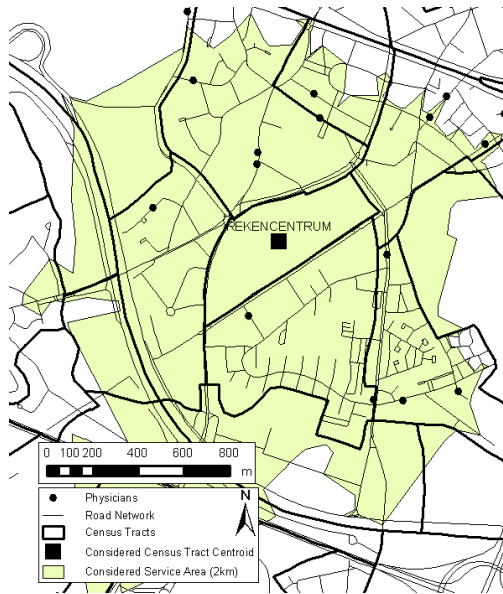 REKENCENTRUM
0 100 200 400 600 800
m
Physicians
Road Network
Census Tracts
Considered Census Tract Centroid
Considered Service Area (2km)
N